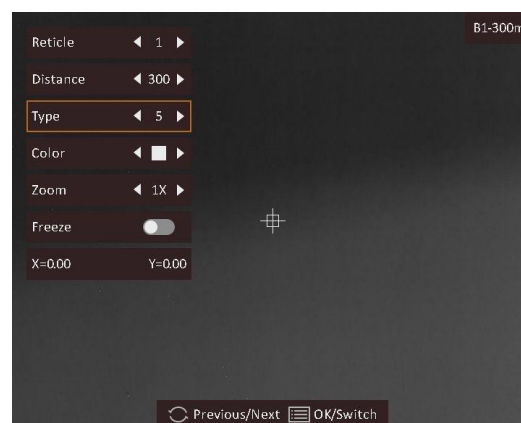 B1-300m
Reticle 1
Distance 300
Type 5
Color
Zoom 1X
Freeze
X=0.00 Y=0.00
Previous/Next OK/Switch